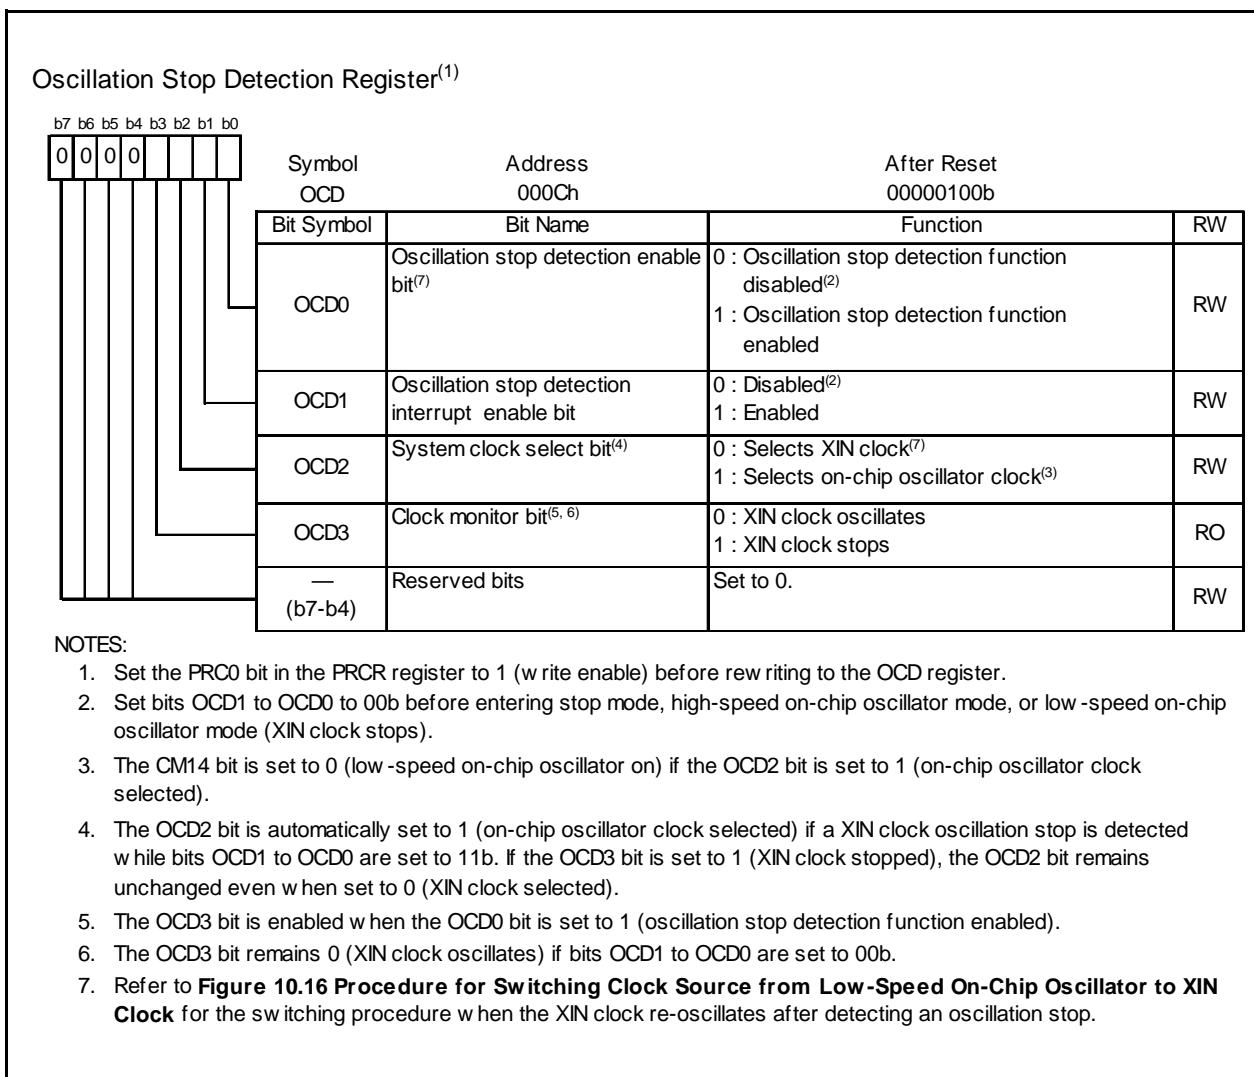 Oscillation Stop Detection Register(1)
b7 b6 b5 b4 b3 b2 b1 b0
0 0 0 0
Symbol Address After Reset
OCD 000Ch 00000100b
Bit Symbol Bit Name Function RW
OCD0 Oscillation stop detection enable bit(7) 0 : Oscillation stop detection function disabled(2) 1 : Oscillation stop detection function enabled RW
OCD1 Oscillation stop detection interrupt enable bit 0 : Disabled(2) 1 : Enabled RW
OCD2 System clock select bit(4) 0 : Selects XIN clock(7) 1 : Selects on-chip oscillator clock(3) RW
OCD3 Clock monitor bit(5, 6) 0 : XIN clock oscillates 1 : XIN clock stops RO
— (b7-b4) Reserved bits Set to 0. RW
NOTES:
1. Set the PRC0 bit in the PRCR register to 1 (write enable) before rewriting to the OCD register.
2. Set bits OCD1 to OCD0 to 00b before entering stop mode, high-speed on-chip oscillator mode, or low-speed on-chip
oscillator mode (XIN clock stops).
3. The CM14 bit is set to 0 (low-speed on-chip oscillator on) if the OCD2 bit is set to 1 (on-chip oscillator clock
selected).
4. The OCD2 bit is automatically set to 1 (on-chip oscillator clock selected) if a XIN clock oscillation stop is detected
while bits OCD1 to OCD0 are set to 11b. If the OCD3 bit is set to 1 (XIN clock stopped), the OCD2 bit remains
unchanged even when set to 0 (XIN clock selected).
5. The OCD3 bit is enabled when the OCD0 bit is set to 1 (oscillation stop detection function enabled).
6. The OCD3 bit remains 0 (XIN clock oscillates) if bits OCD1 to OCD0 are set to 00b.
7. Refer to Figure 10.16 Procedure for Switching Clock Source from Low-Speed On-Chip Oscillator to XIN
Clock for the switching procedure when the XIN clock re-oscillates after detecting an oscillation stop.